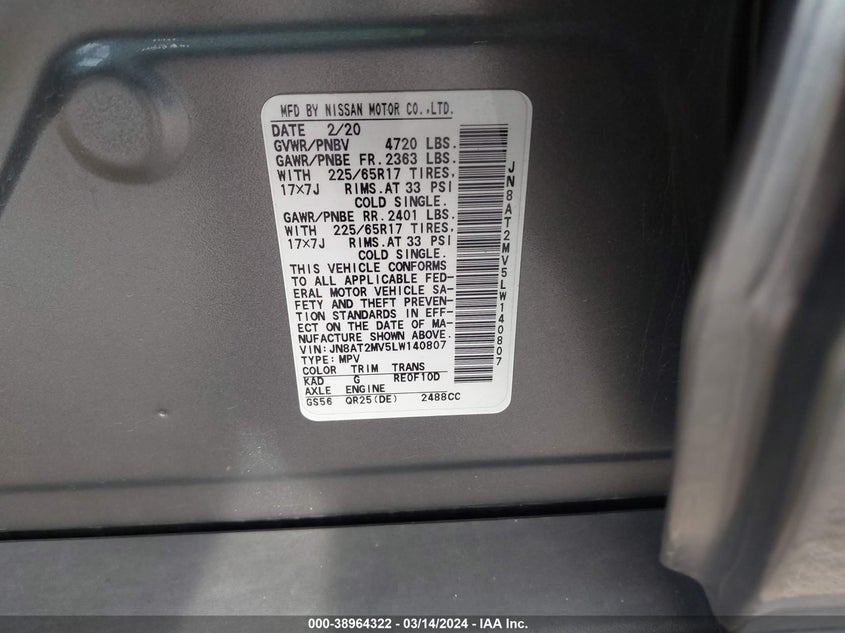 MFD BY NISSAN MOTOR CO.,LTD.
DATE 2/20
GVWR/PNBV 4720 LBS.
GAWR/PNBE FR. 2363 LBS.
WITH 225/65R17 TIRES,
17×7J RIMS. AT 33 PSI
COLD SINGLE.
GAWR/PNBE RR. 2401 LBS.
WITH 225/65R17 TIRES,
17×7J RIMS. AT 33 PSI
COLD SINGLE.
THIS VEHICLE CONFORMS
TO ALL APPLICABLE FED-
ERAL MOTOR VEHICLE SA-
FETY AND THEFT PREVEN-
TION STANDARDS IN EFF-
ECT ON THE DATE OF MA-
NUFACTURE SHOWN ABOVE.
VIN: JN8AT2MV5LW140807
TYPE: MPV
COLOR TRIM TRANS
KAD G RE0F10D
AXLE ENGINE
GS56 QR25(DE) 2488CC
JN8AT2MV5LW140807
000-38964322 - 03/14/2024 - IAA Inc.